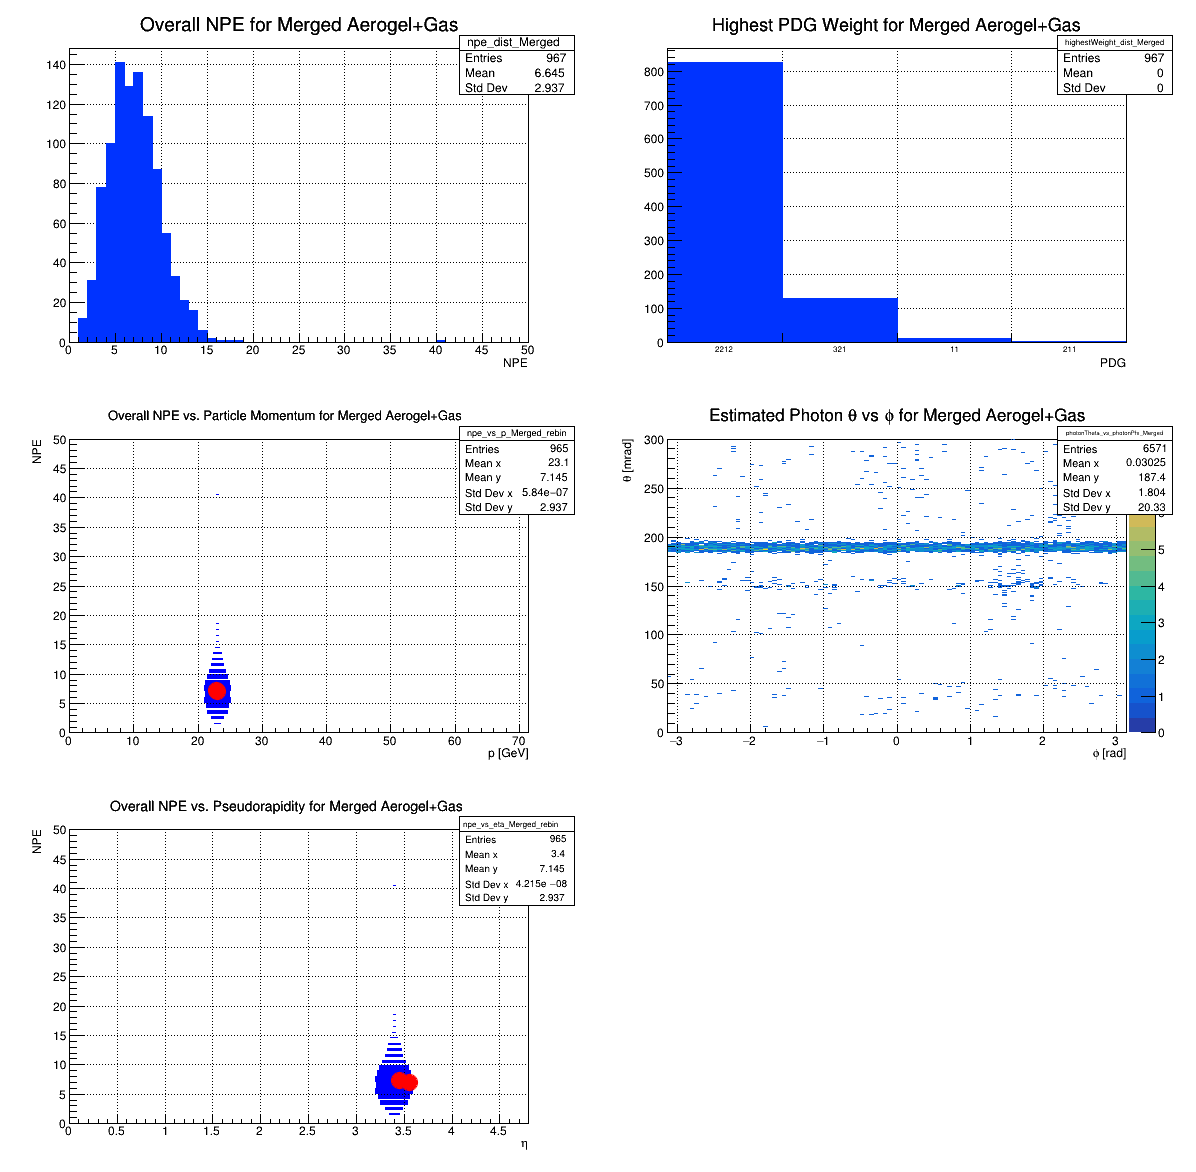 Overall NPE for Merged Aerogel+Gas
npe_dist_Merged
Entries 967
Mean 6.645
Std Dev 2.937
140
120
100
80
60
40
20
0
0 5 10 15 20 25 30 35 40 45 50
NPE
Highest PDG Weight for Merged Aerogel+Gas
highestWeight_dist_Merged
Entries 967
Mean 0
Std Dev 0
800
700
600
500
400
300
200
100
0
2212 321 11 211
PDG
Overall NPE vs. Particle Momentum for Merged Aerogel+Gas
npe_vs_p_Merged_rebin
Entries 965
Mean x 23.1
Mean y 7.145
Std Dev x 5.84e-07
Std Dev y 2.937
NPE
50
45
40
35
30
25
20
15
10
5
0
0 10 20 30 40 50 60 70
p [GeV]
Estimated Photon θ vs ϕ for Merged Aerogel+Gas
photonTheta_vs_photonPhi_Merged
Entries 6571
Mean x 0.03025
Mean y 187.4
Std Dev x 1.804
Std Dev y 20.33
θ [mrad]
300
250
200
150
100
50
0
−3 −2 −1 0 1 2 3
ϕ [rad]
5
4
3
2
1
0
Overall NPE vs. Pseudorapidity for Merged Aerogel+Gas
npe_vs_eta_Merged_rebin
Entries 965
Mean x 3.4
Mean y 7.145
Std Dev x 4.215e −08
Std Dev y 2.937
NPE
50
45
40
35
30
25
20
15
10
5
0
0 0.5 1 1.5 2 2.5 3 3.5 4 4.5
η